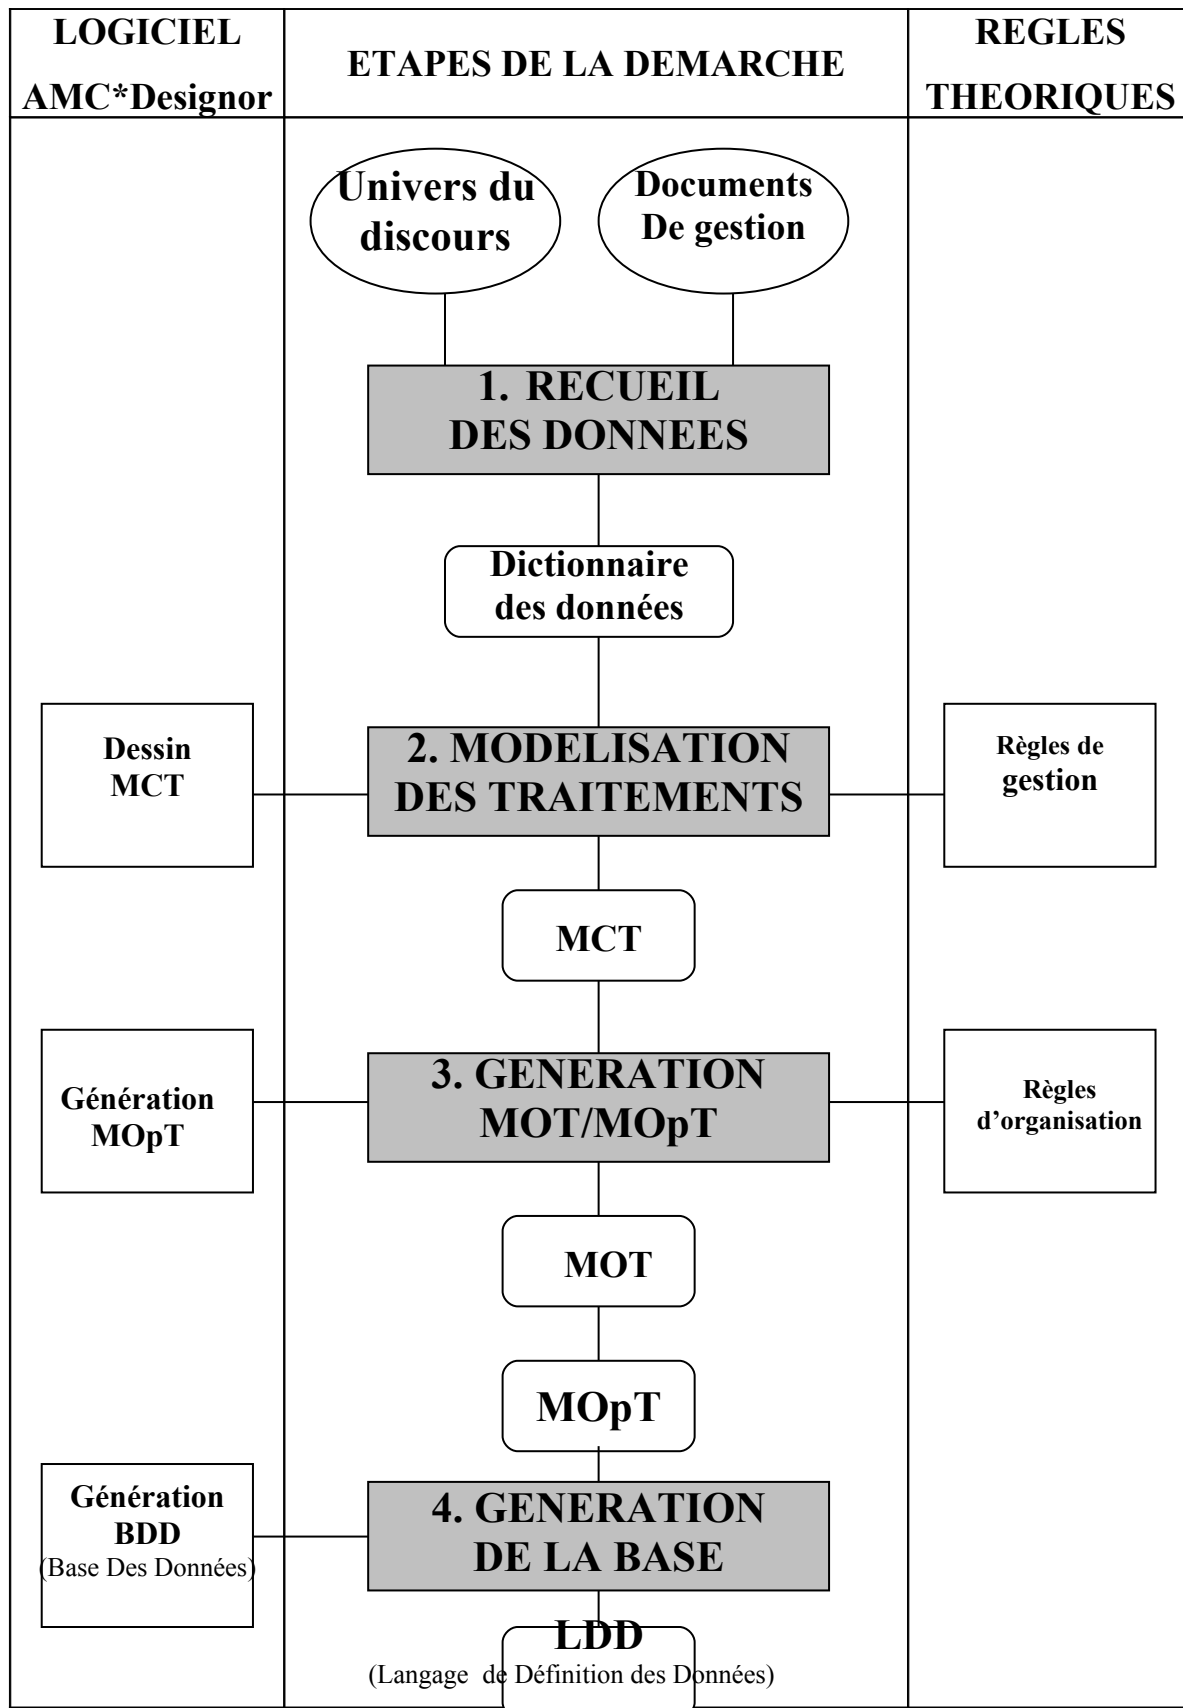 LOGICIEL
AMC*Designor
ETAPES DE LA DEMARCHE
REGLES
THEORIQUES
Univers du
discours
Documents
De gestion
1. RECUEIL
DES DONNEES
Dictionnaire
des données
Dessin
MCT
2. MODELISATION
DES TRAITEMENTS
Règles de
gestion
MCT
Génération
MOpT
3. GENERATION
MOT/MOpT
Règles
d’organisation
MOT
MOpT
Génération
BDD
(Base Des Données)
4. GENERATION
DE LA BASE
LDD
(Langage de Définition des Données)